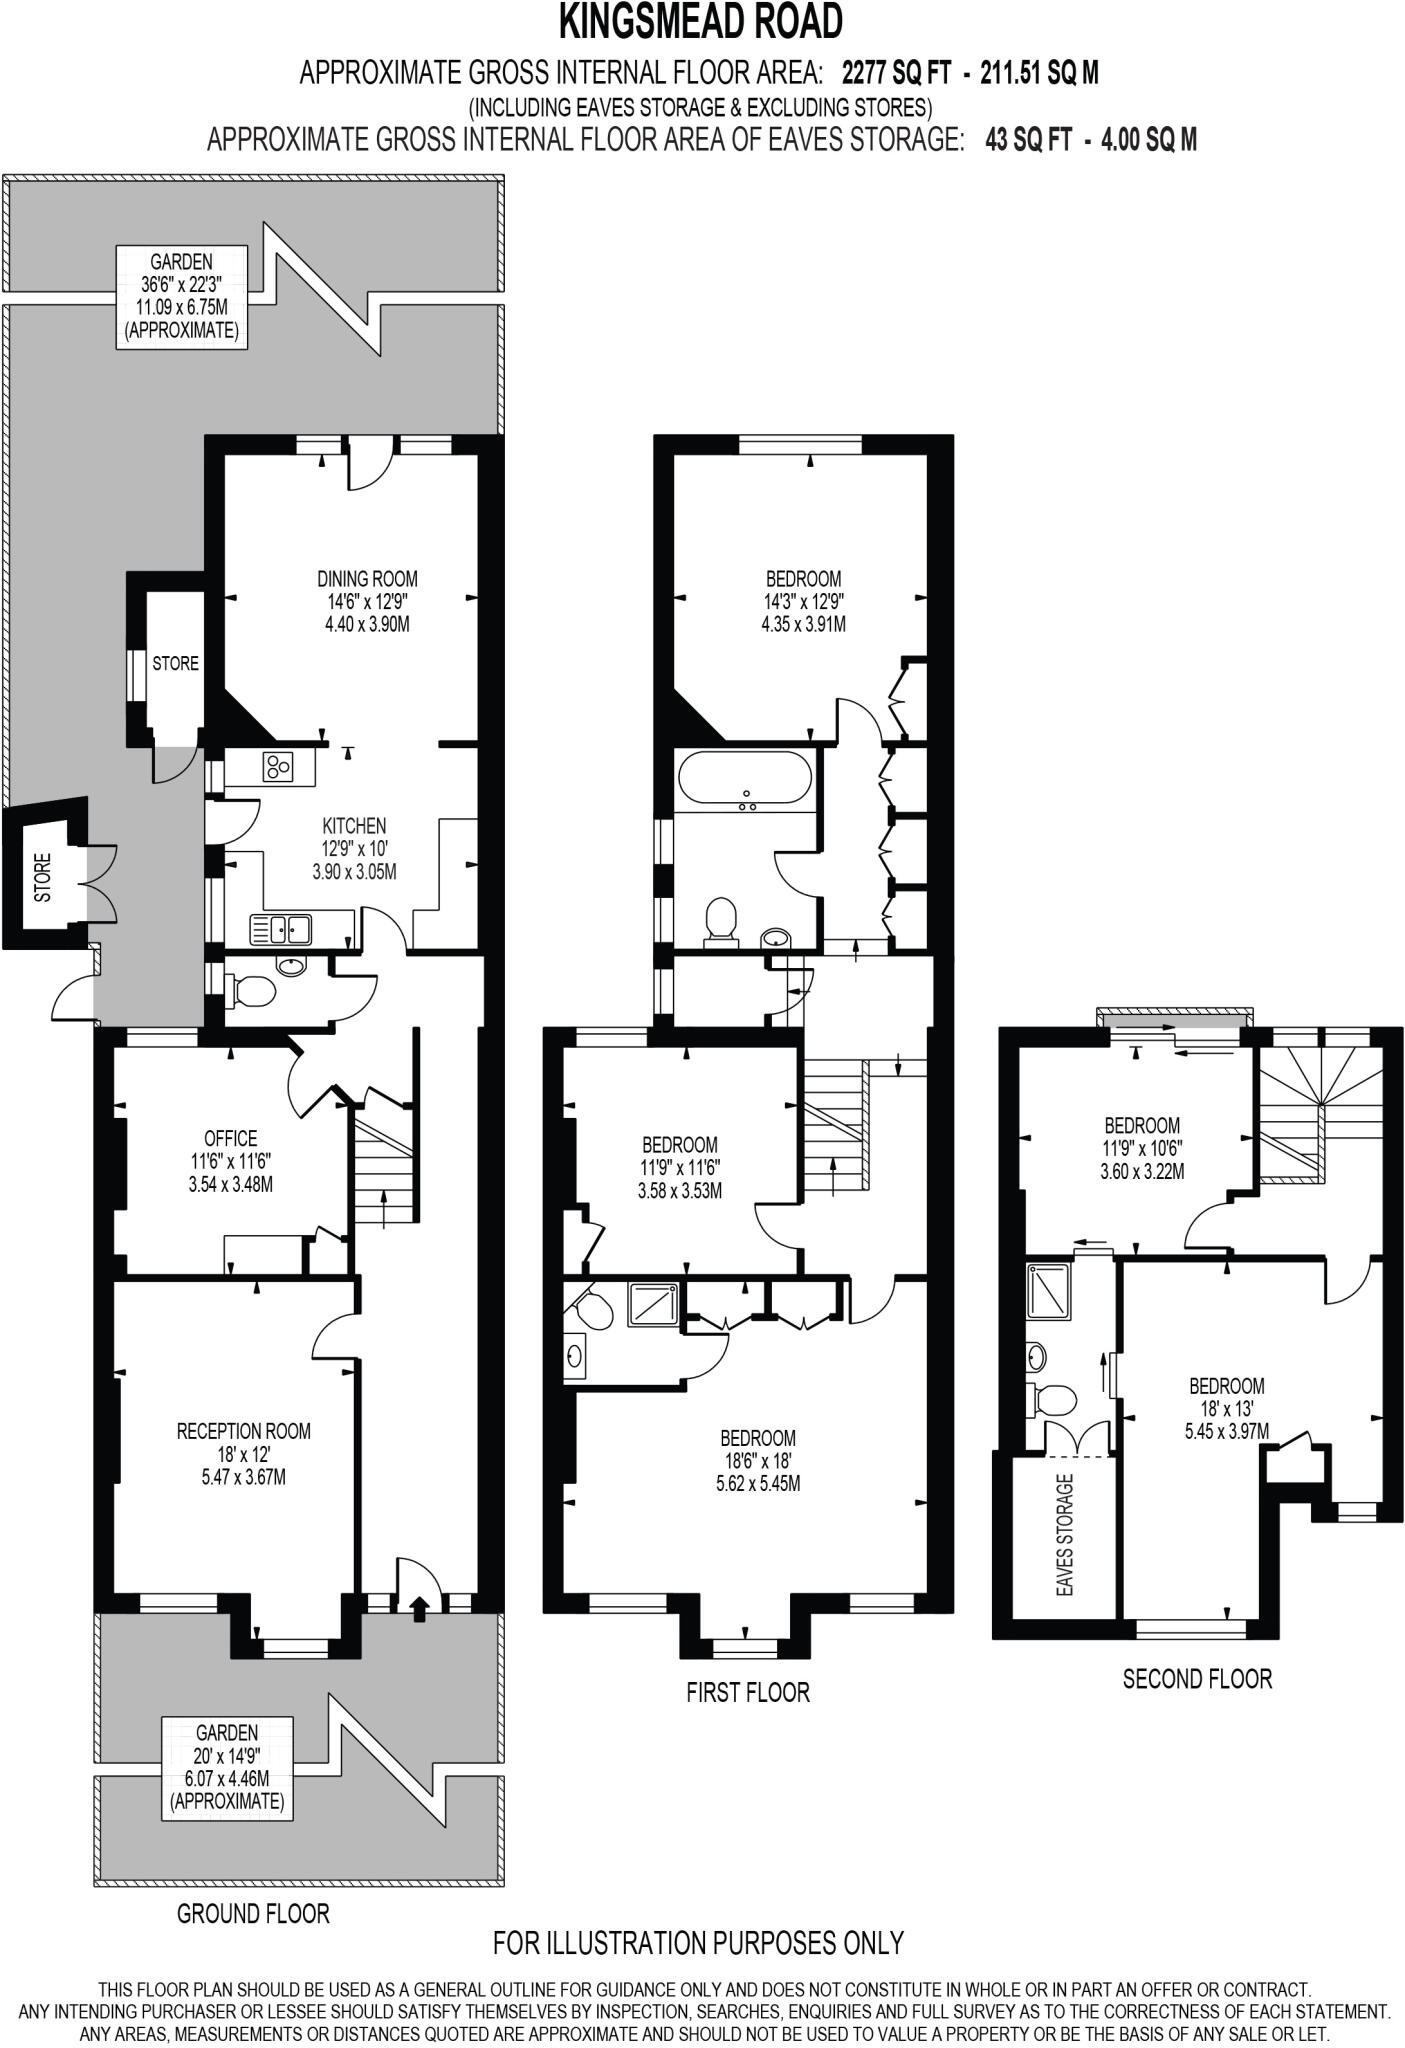 KINGSMEAD ROAD
APPROXIMATE GROSS INTERNAL FLOOR AREA: 2277 SQ FT - 211.51 SQ M
(INCLUDING EAVES STORAGE & EXCLUDING STORES)
APPROXIMATE GROSS INTERNAL FLOOR AREA OF EAVES STORAGE: 43 SQ FT - 4.00 SQ M
GARDEN
36'6" x 22'3"
11.09 x 6.75M
(APPROXIMATE)
DINING ROOM
14'6" x 12'9"
4.40 x 3.90M
STORE
KITCHEN
12'9" x 10'
3.90 x 3.05M
STORE
OFFICE
11'6" x 11'6"
3.54 x 3.48M
RECEPTION ROOM
18' x 12'
5.47 x 3.67M
GARDEN
20' x 14'9"
6.07 x 4.46M
(APPROXIMATE)
GROUND FLOOR
BEDROOM
14'3" x 12'9"
4.35 x 3.91M
BEDROOM
11'9" x 11'6"
3.58 x 3.53M
BEDROOM
18'6" x 18'
5.62 x 5.45M
FIRST FLOOR
BEDROOM
11'9" x 10'6"
3.60 x 3.22M
BEDROOM
18' x 13'
5.45 x 3.97M
EAVES STORAGE
SECOND FLOOR
FOR ILLUSTRATION PURPOSES ONLY
THIS FLOOR PLAN SHOULD BE USED AS A GENERAL OUTLINE FOR GUIDANCE ONLY AND DOES NOT CONSTITUTE IN WHOLE OR IN PART AN OFFER OR CONTRACT.
ANY INTENDING PURCHASER OR LESSEE SHOULD SATISFY THEMSELVES BY INSPECTION, SEARCHES, ENQUIRIES AND FULL SURVEY AS TO THE CORRECTNESS OF EACH STATEMENT.
ANY AREAS, MEASUREMENTS OR DISTANCES QUOTED ARE APPROXIMATE AND SHOULD NOT BE USED TO VALUE A PROPERTY OR BE THE BASIS OF ANY SALE OR LET.